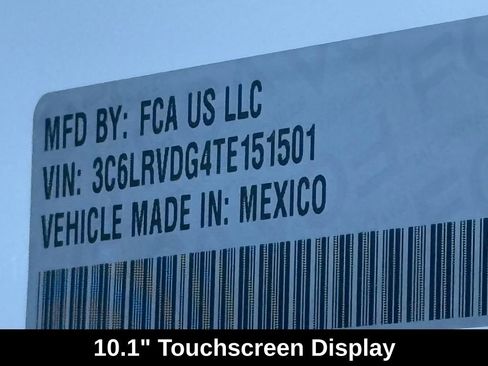 MFD BY: FCA US LLC
VIN: 3C6LRVDG4TE151501
VEHICLE MADE IN: MEXICO
10.1" Touchscreen Display